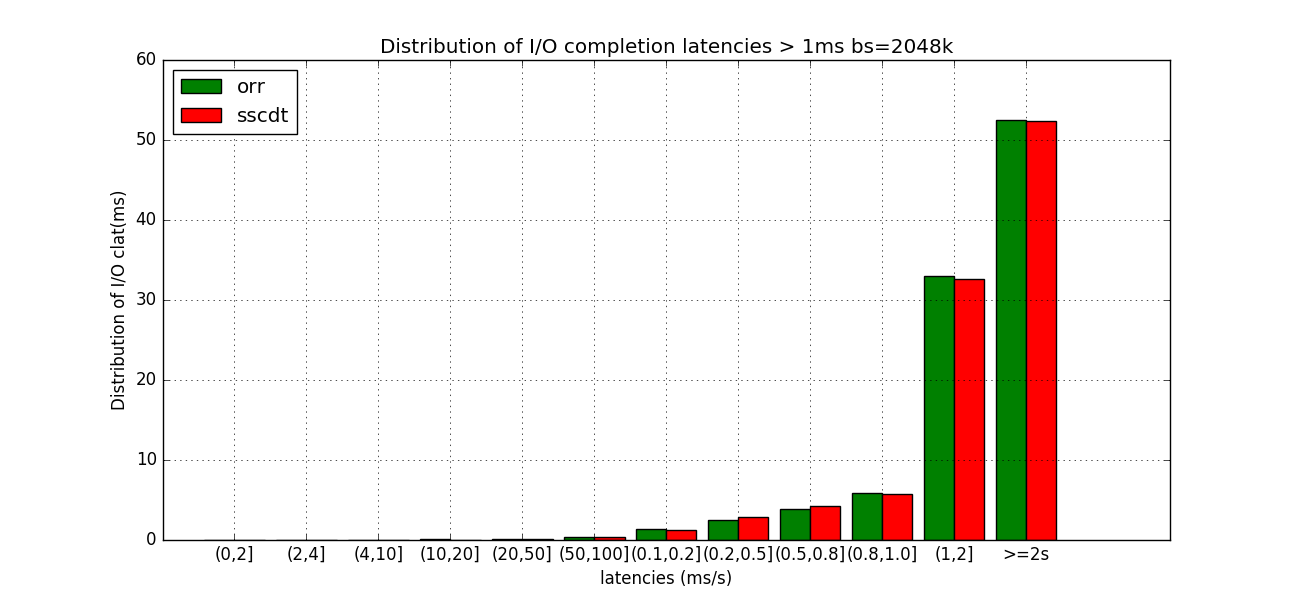 Distribution of I/O completion latencies > 1ms bs=2048k
60
50
40
30
20
10
0
orr
sscdt
Distribution of I/O clat(ms)
(0,2] (2,4] (4,10] (10,20] (20,50] (50,100] (0.1,0.2] (0.2,0.5] (0.5,0.8] (0.8,1.0] (1,2] >=2s
latencies (ms/s)